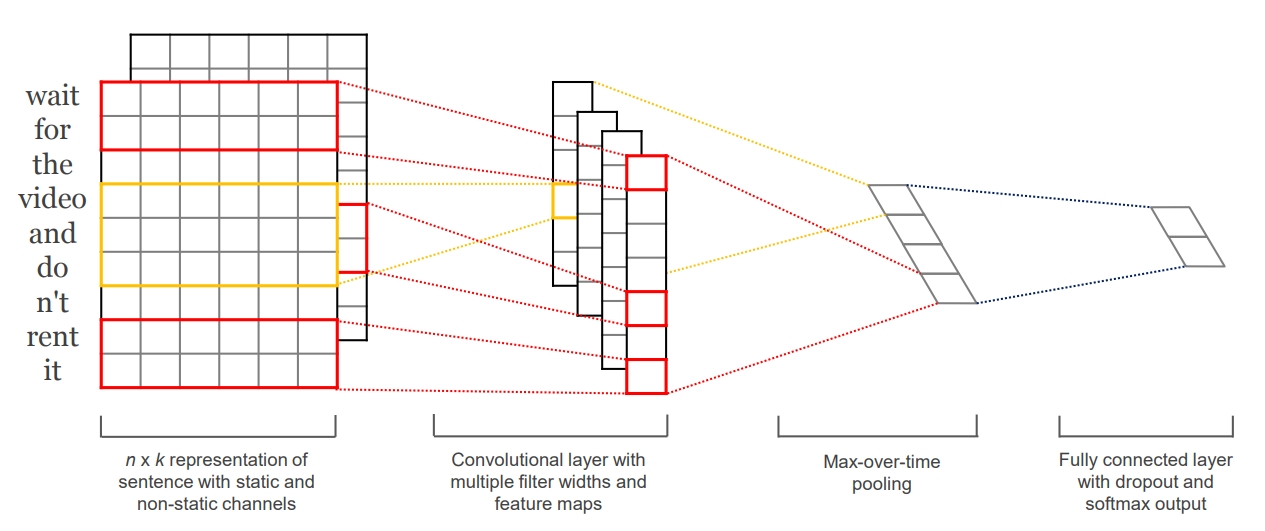 wait
for
the
video
and
do
n't
rent
it
n x k representation of
sentence with static and
non-static channels
Convolutional layer with
multiple filter widths and
feature maps
Max-over-time
pooling
Fully connected layer
with dropout and
softmax output